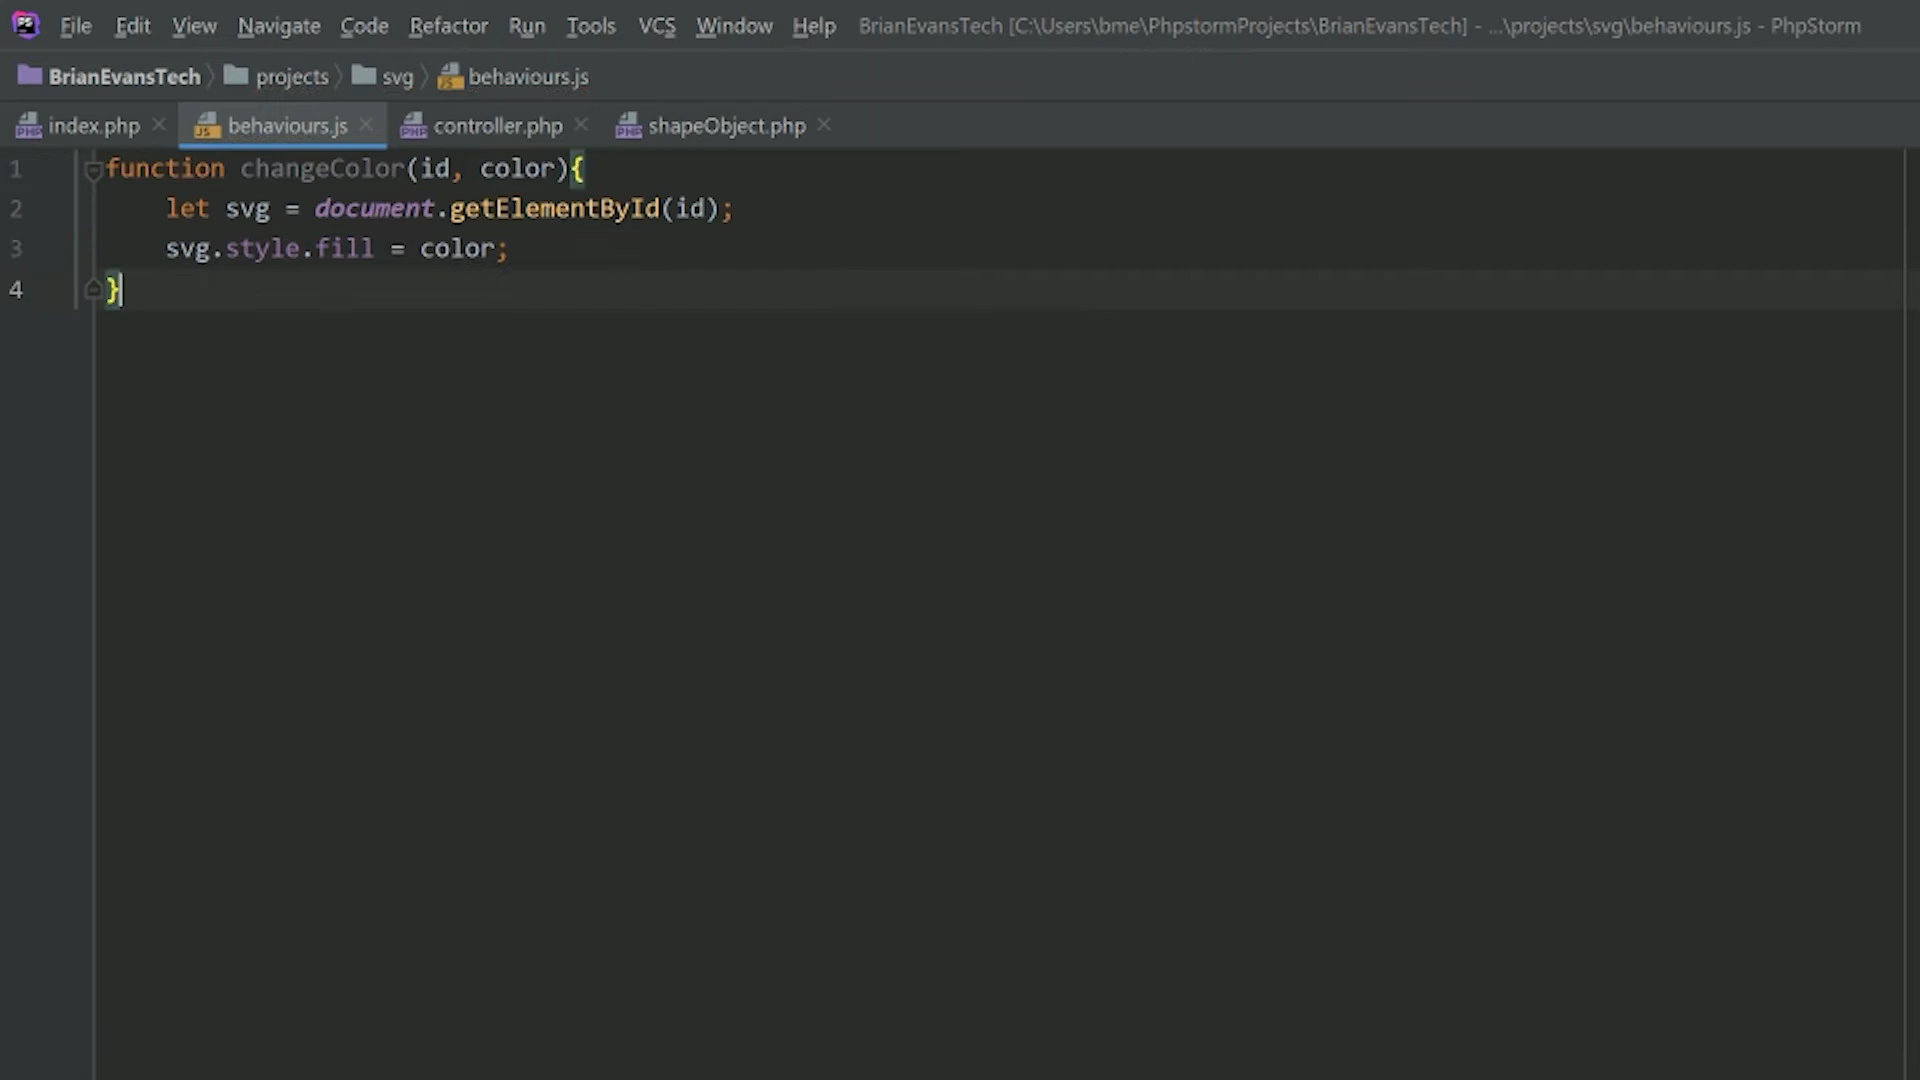 File Edit View Navigate Code Refactor Run Tools VCS Window Help BrianEvansTech [C:\Users\bme\PhpstormProjects\BrianEvansTech] - ...\projects\svg\behaviours.js - PhpStorm
BrianEvansTech projects svg behaviours.js
index.php behaviours.js controller.php shapeObject.php
1 function changeColor(id, color){
2 let svg = document.getElementById(id);
3 svg.style.fill = color;
4 }